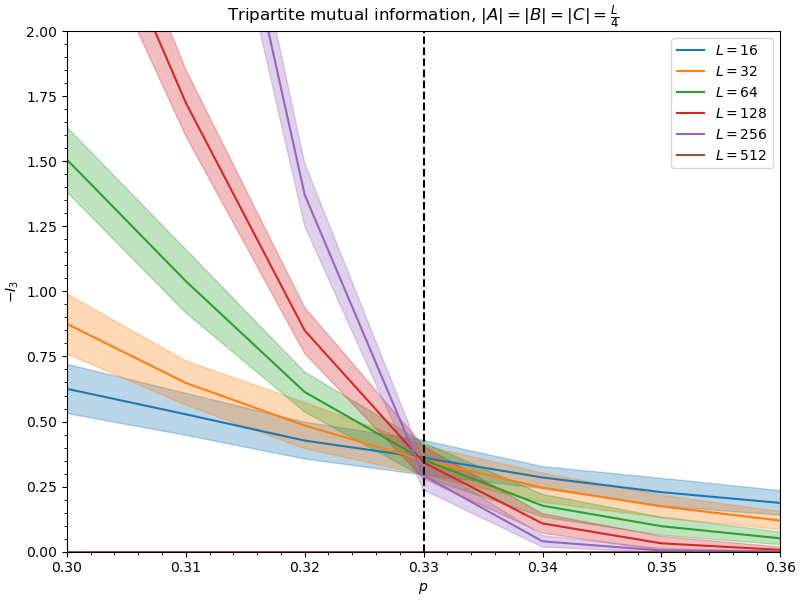 Tripartite mutual information, |A| = |B| = |C| = L/4
2.00
1.75
1.50
1.25
1.00
0.75
0.50
0.25
0.00
−I₃
0.30
0.31
0.32
0.33
0.34
0.35
0.36
p
L = 16
L = 32
L = 64
L = 128
L = 256
L = 512